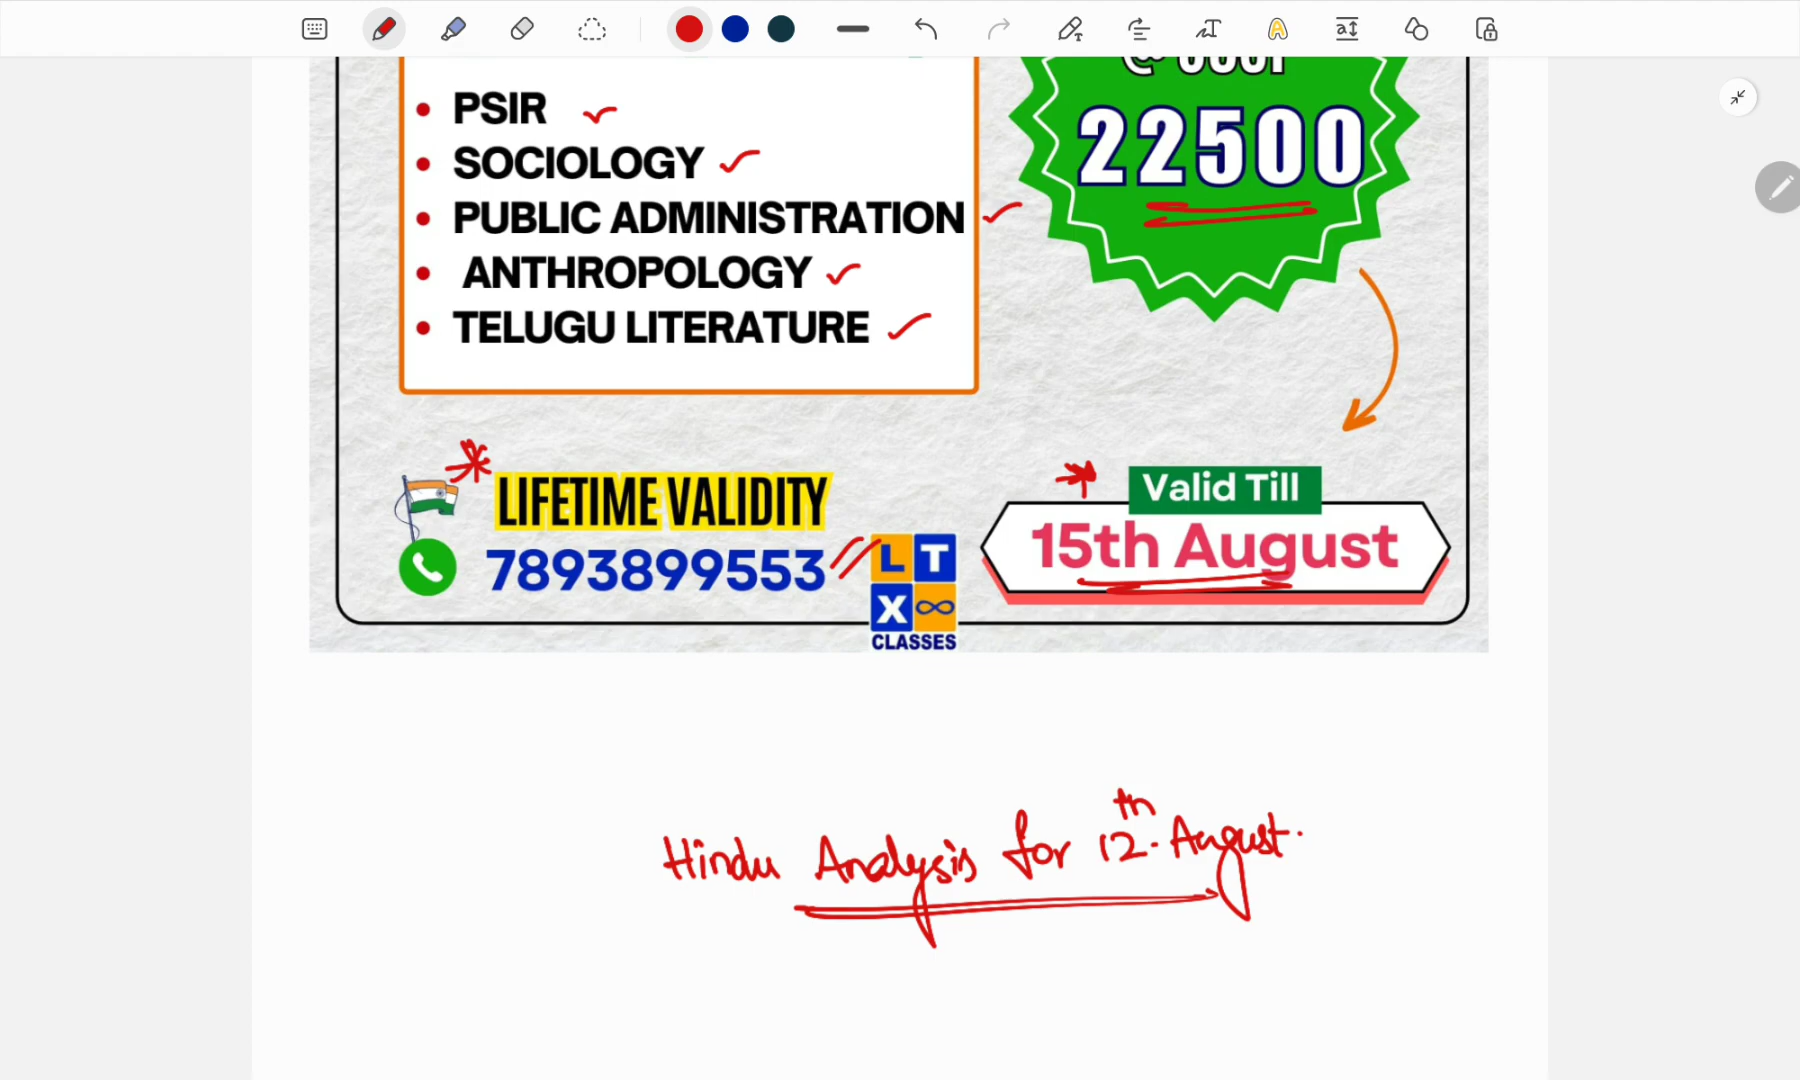 PSIR
SOCIOLOGY
PUBLIC ADMINISTRATION
ANTHROPOLOGY
TELUGU LITERATURE
22500
LIFETIME VALIDITY
7893899553
L T
X ∞
CLASSES
Valid Till
15th August
Hindu Analysis for 12th August.